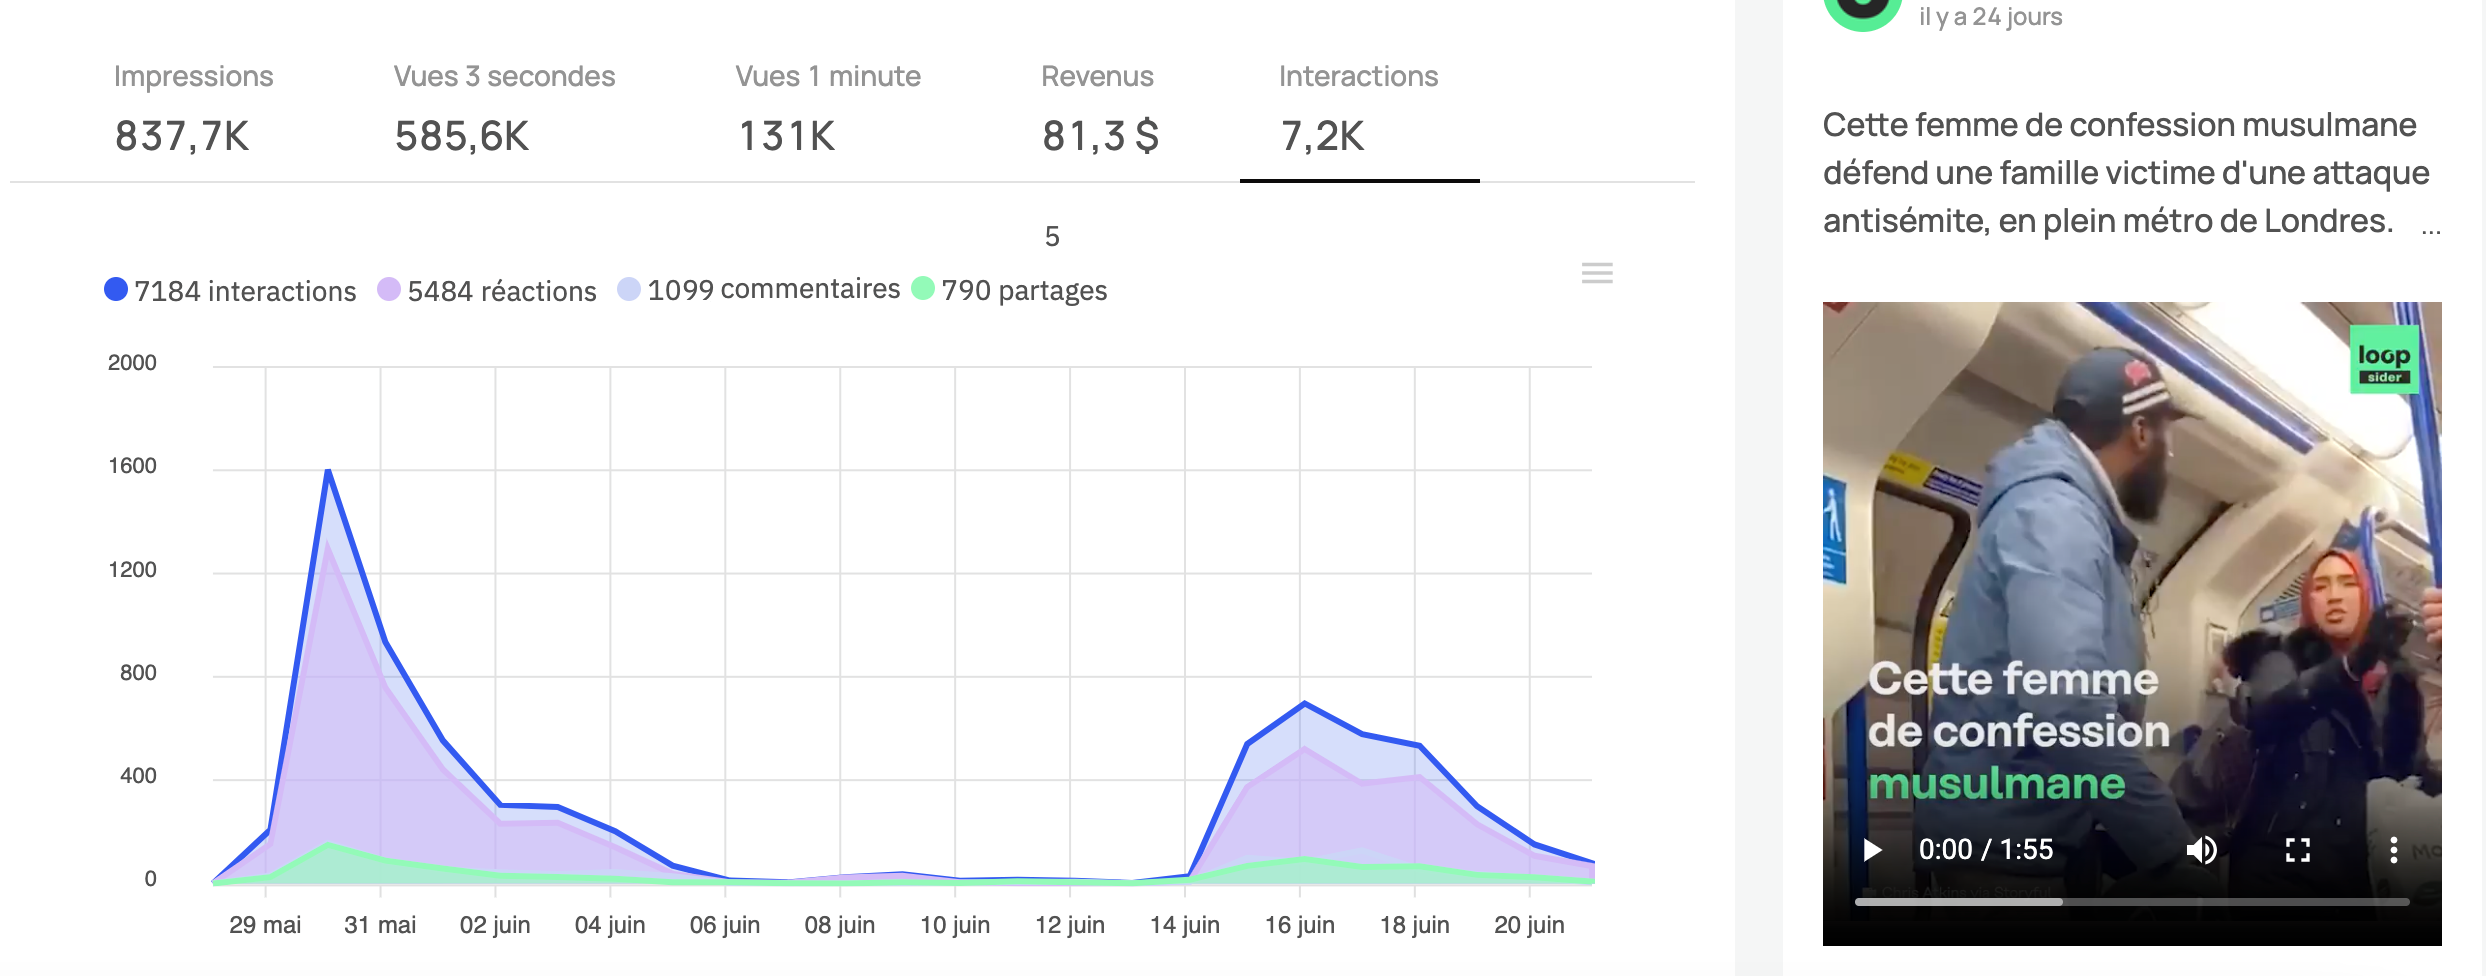 il y a 24 jours
Impressions
837,7K
Vues 3 secondes
585,6K
Vues 1 minute
131K
Revenus
81,3 $
Interactions
7,2K
5
7184 interactions
5484 réactions
1099 commentaires
790 partages
2000
1600
1200
800
400
0
29 mai
31 mai
02 juin
04 juin
06 juin
08 juin
10 juin
12 juin
14 juin
16 juin
18 juin
20 juin
Cette femme de confession musulmane
défend une famille victime d'une attaque
antisémite, en plein métro de Londres. ...
loop
sider
Cette femme
de confession
musulmane
0:00 / 1:55
Chris Atkins via Storyful